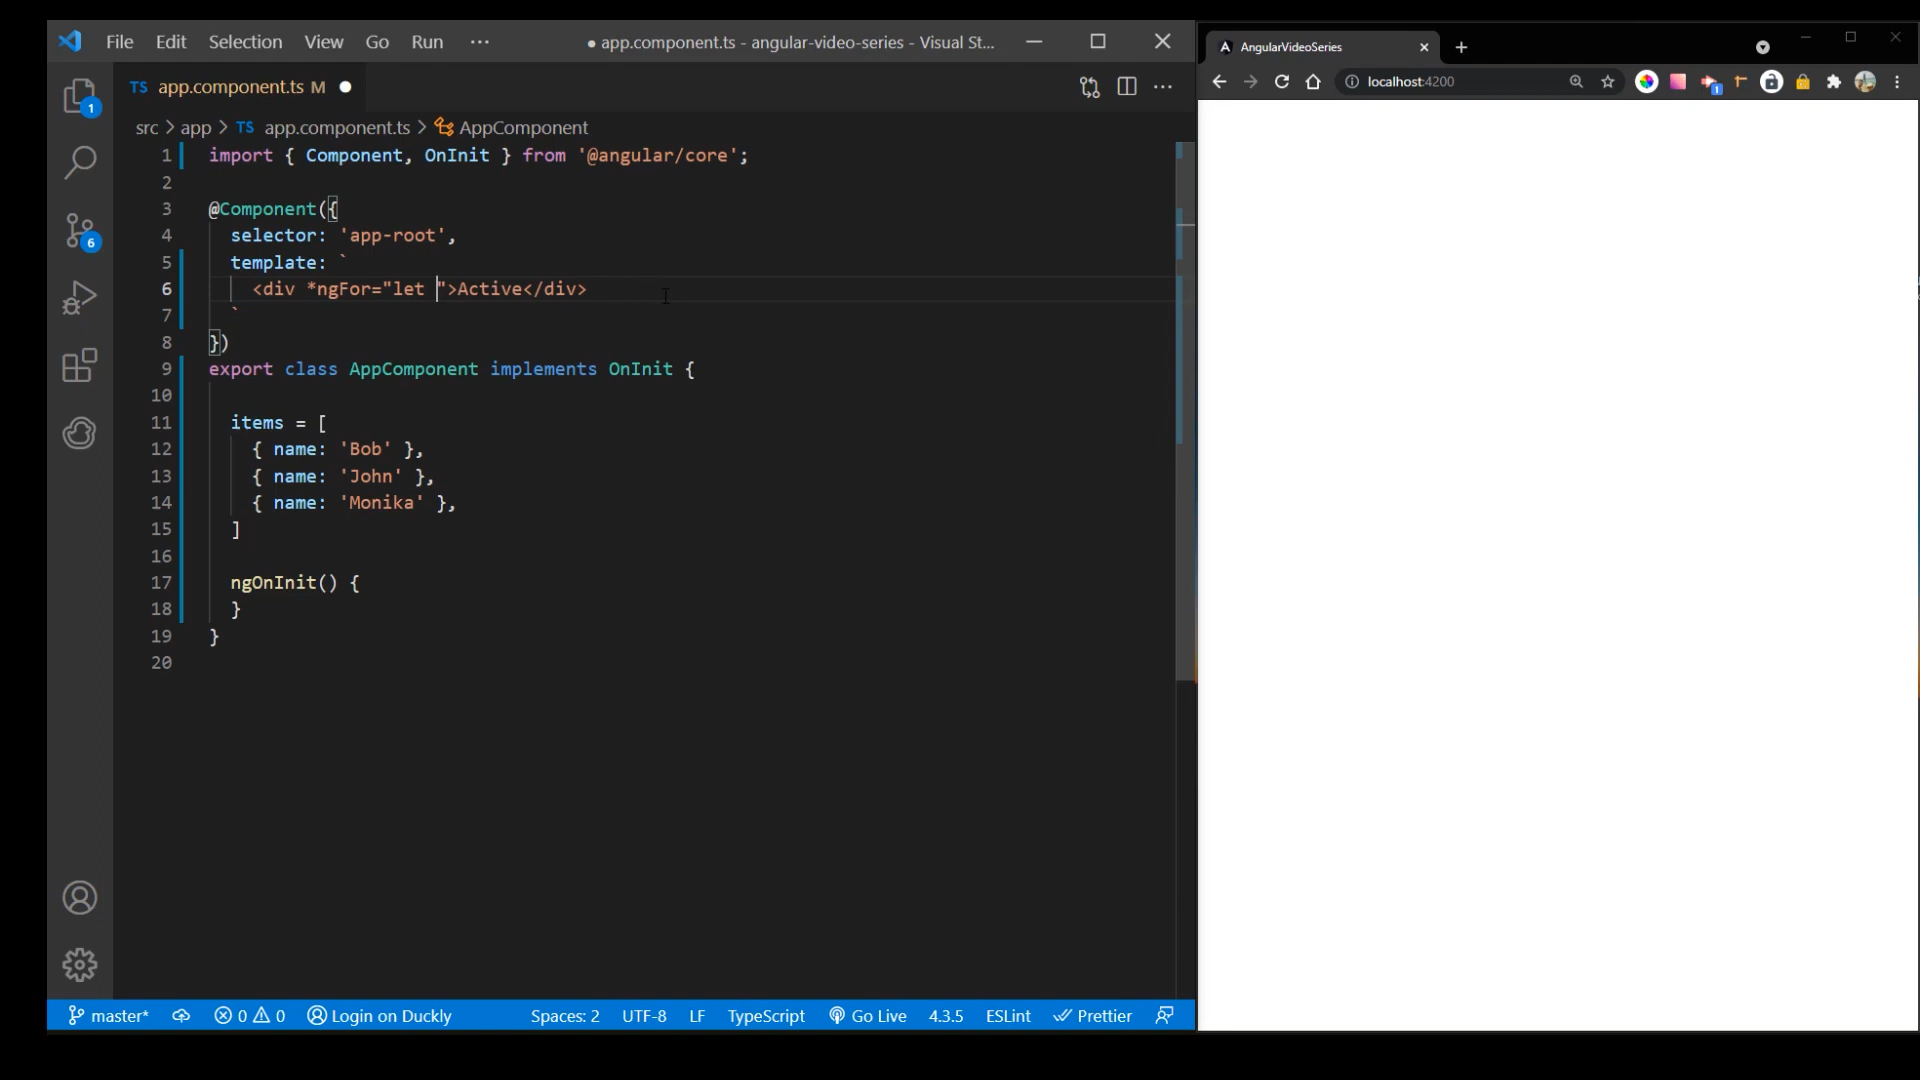 File Edit Selection View Go Run ··· ● app.component.ts - angular-video-series - Visual St...
TS app.component.ts M ●
src > app > TS app.component.ts > AppComponent
1 import { Component, OnInit } from '@angular/core';
2
3 @Component({
4 selector: 'app-root',
5 template: `
6 <div *ngFor="let ">Active</div>
7 `
8 })
9 export class AppComponent implements OnInit {
10
11 items = [
12 { name: 'Bob' },
13 { name: 'John' },
14 { name: 'Monika' },
15 ]
16
17 ngOnInit() {
18 }
19 }
20
1
6
master* 0 0 Login on Duckly Spaces: 2 UTF-8 LF TypeScript Go Live 4.3.5 ESLint Prettier
AngularVideoSeries
localhost:4200
1